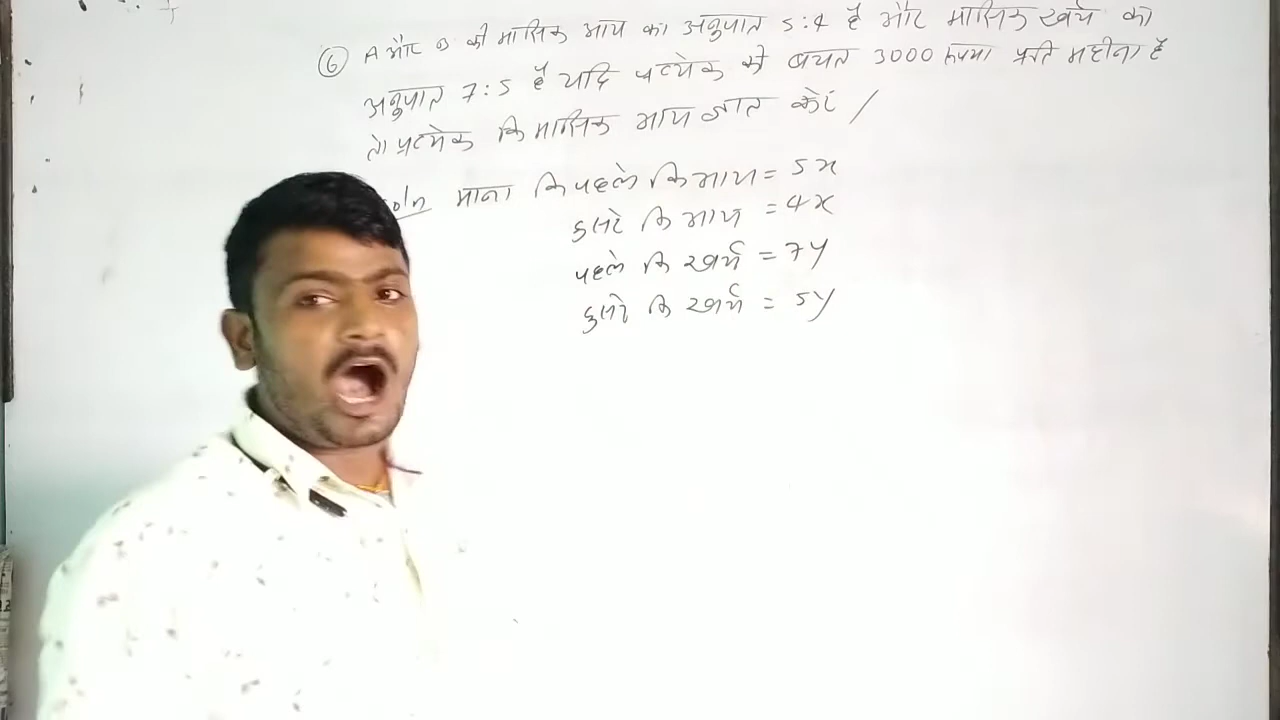 ⑥ A और B की मासिक आय का अनुपात 5:4 है और मासिक खर्च का
अनुपात 7:5 है यदि प्रत्येक की बचत 3000 रुपया प्रति महीना है
तो प्रत्येक कि मासिक आय ज्ञात करें /
Soln माना कि पहले कि आय = 5x
दुसरे कि आय = 4x
पहले कि खर्च = 7y
दुसरे कि खर्च = 5y